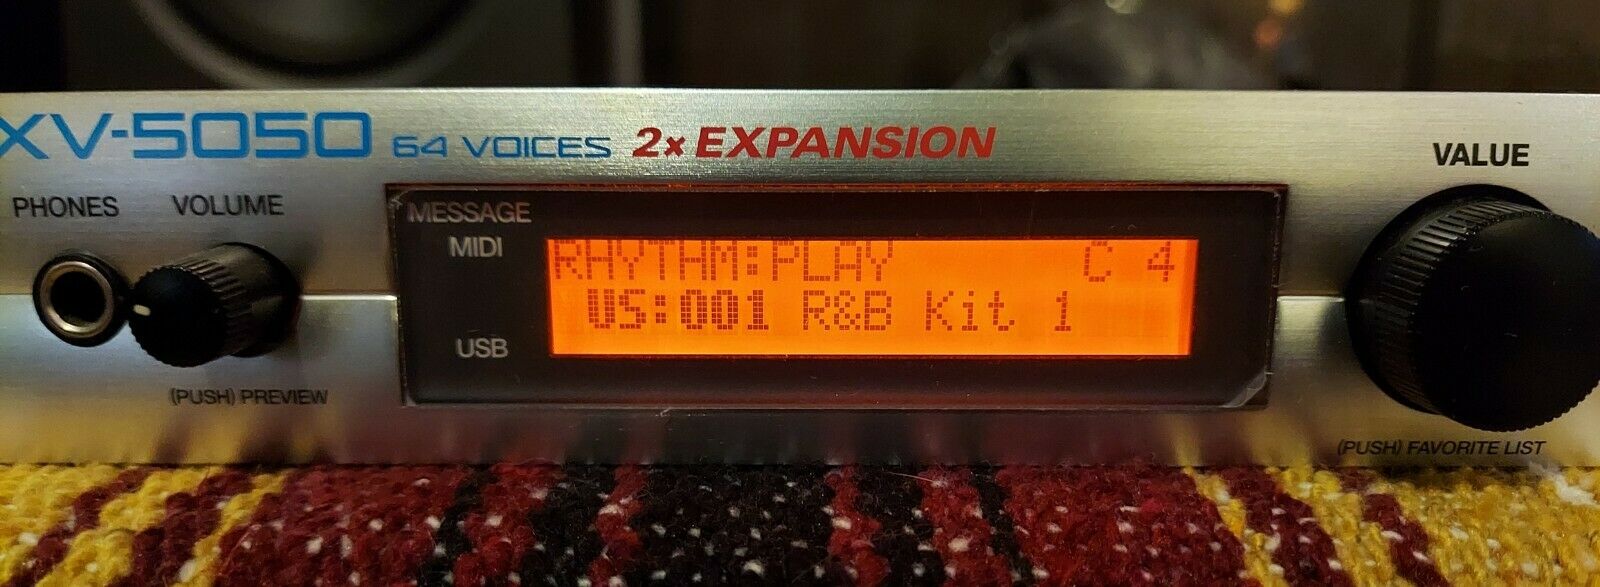 XV-5050 64 VOICES 2x EXPANSION
VALUE
PHONES VOLUME
MESSAGE
MIDI
RHYTHM:PLAY C 4
US:001 R&B Kit 1
USB
(PUSH) PREVIEW
(PUSH) FAVORITE LIST